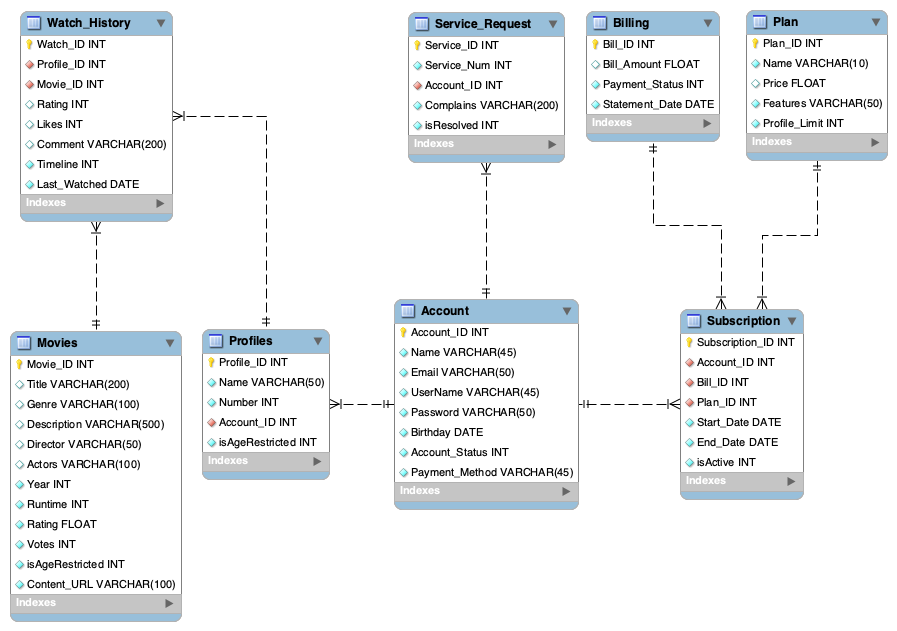 Watch_History
Watch_ID INT
Profile_ID INT
Movie_ID INT
Rating INT
Likes INT
Comment VARCHAR(200)
Timeline INT
Last_Watched DATE
Indexes
Service_Request
Service_ID INT
Service_Num INT
Account_ID INT
Complains VARCHAR(200)
isResolved INT
Indexes
Billing
Bill_ID INT
Bill_Amount FLOAT
Payment_Status INT
Statement_Date DATE
Indexes
Plan
Plan_ID INT
Name VARCHAR(10)
Price FLOAT
Features VARCHAR(50)
Profile_Limit INT
Indexes
Movies
Movie_ID INT
Title VARCHAR(200)
Genre VARCHAR(100)
Description VARCHAR(500)
Director VARCHAR(50)
Actors VARCHAR(100)
Year INT
Runtime INT
Rating FLOAT
Votes INT
isAgeRestricted INT
Content_URL VARCHAR(100)
Indexes
Profiles
Profile_ID INT
Name VARCHAR(50)
Number INT
Account_ID INT
isAgeRestricted INT
Indexes
Account
Account_ID INT
Name VARCHAR(45)
Email VARCHAR(50)
UserName VARCHAR(45)
Password VARCHAR(50)
Birthday DATE
Account_Status INT
Payment_Method VARCHAR(45)
Indexes
Subscription
Subscription_ID INT
Account_ID INT
Bill_ID INT
Plan_ID INT
Start_Date DATE
End_Date DATE
isActive INT
Indexes